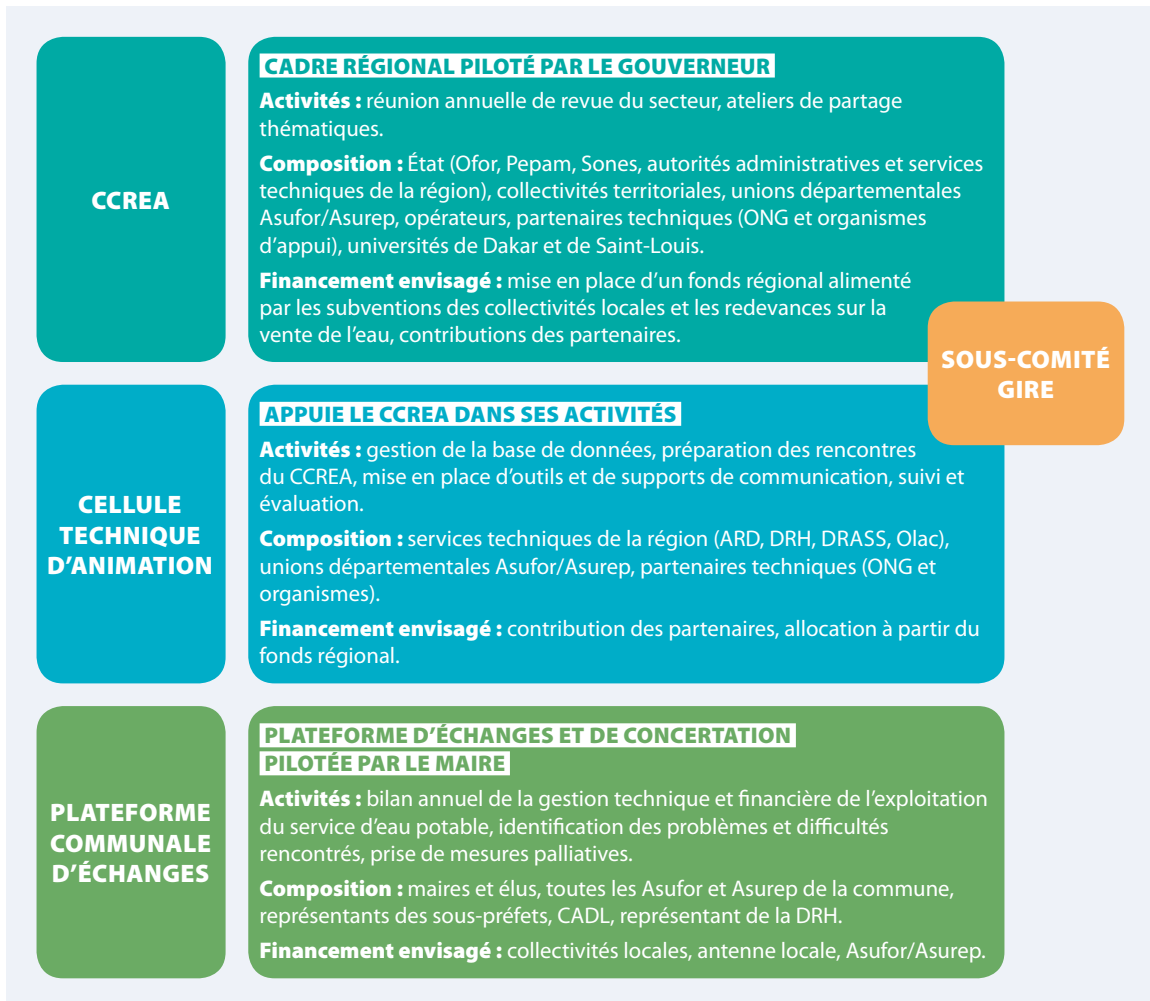 CCREA
CADRE RÉGIONAL PILOTÉ PAR LE GOUVERNEUR
Activités : réunion annuelle de revue du secteur, ateliers de partage
thématiques.
Composition : État (Ofor, Pepam, Sones, autorités administratives et services
techniques de la région), collectivités territoriales, unions départementales
Asufor/Asurep, opérateurs, partenaires techniques (ONG et organismes
d’appui), universités de Dakar et de Saint-Louis.
Financement envisagé : mise en place d’un fonds régional alimenté
par les subventions des collectivités locales et les redevances sur la
vente de l’eau, contributions des partenaires.
SOUS-COMITÉ
GIRE
CELLULE
TECHNIQUE
D’ANIMATION
APPUIE LE CCREA DANS SES ACTIVITÉS
Activités : gestion de la base de données, préparation des rencontres
du CCREA, mise en place d’outils et de supports de communication, suivi et
évaluation.
Composition : services techniques de la région (ARD, DRH, DRASS, Olac),
unions départementales Asufor/Asurep, partenaires techniques (ONG et
organismes).
Financement envisagé : contribution des partenaires, allocation à partir du
fonds régional.
PLATEFORME
COMMUNALE
D’ÉCHANGES
PLATEFORME D’ÉCHANGES ET DE CONCERTATION
PILOTÉE PAR LE MAIRE
Activités : bilan annuel de la gestion technique et financière de l’exploitation
du service d’eau potable, identification des problèmes et difficultés
rencontrés, prise de mesures palliatives.
Composition : maires et élus, toutes les Asufor et Asurep de la commune,
représentants des sous-préfets, CADL, représentant de la DRH.
Financement envisagé : collectivités locales, antenne locale, Asufor/Asurep.